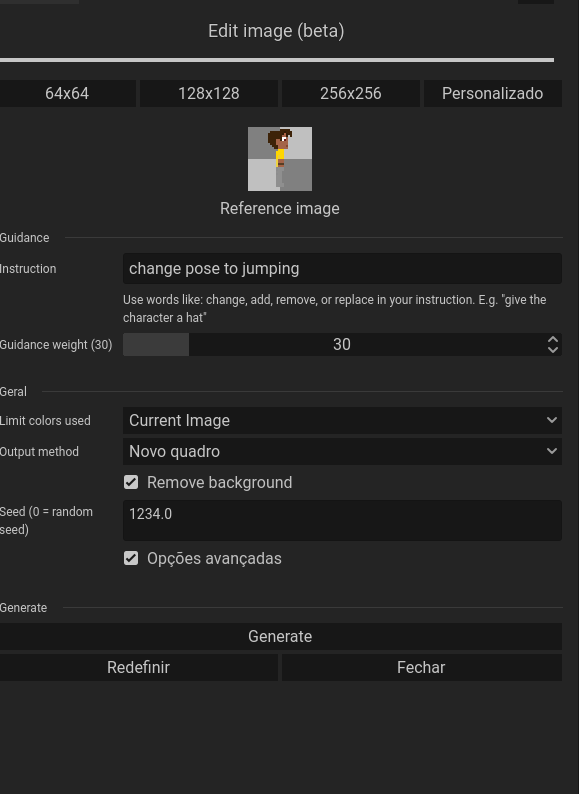 Edit image (beta)
64x64 128x128 256x256 Personalizado
Reference image
Guidance
Instruction change pose to jumping
Use words like: change, add, remove, or replace in your instruction. E.g. "give the
character a hat"
Guidance weight (30) 30
Geral
Limit colors used Current Image
Output method Novo quadro
Remove background
Seed (0 = random
seed)
1234.0
Opções avançadas
Generate
Generate
Redefinir Fechar